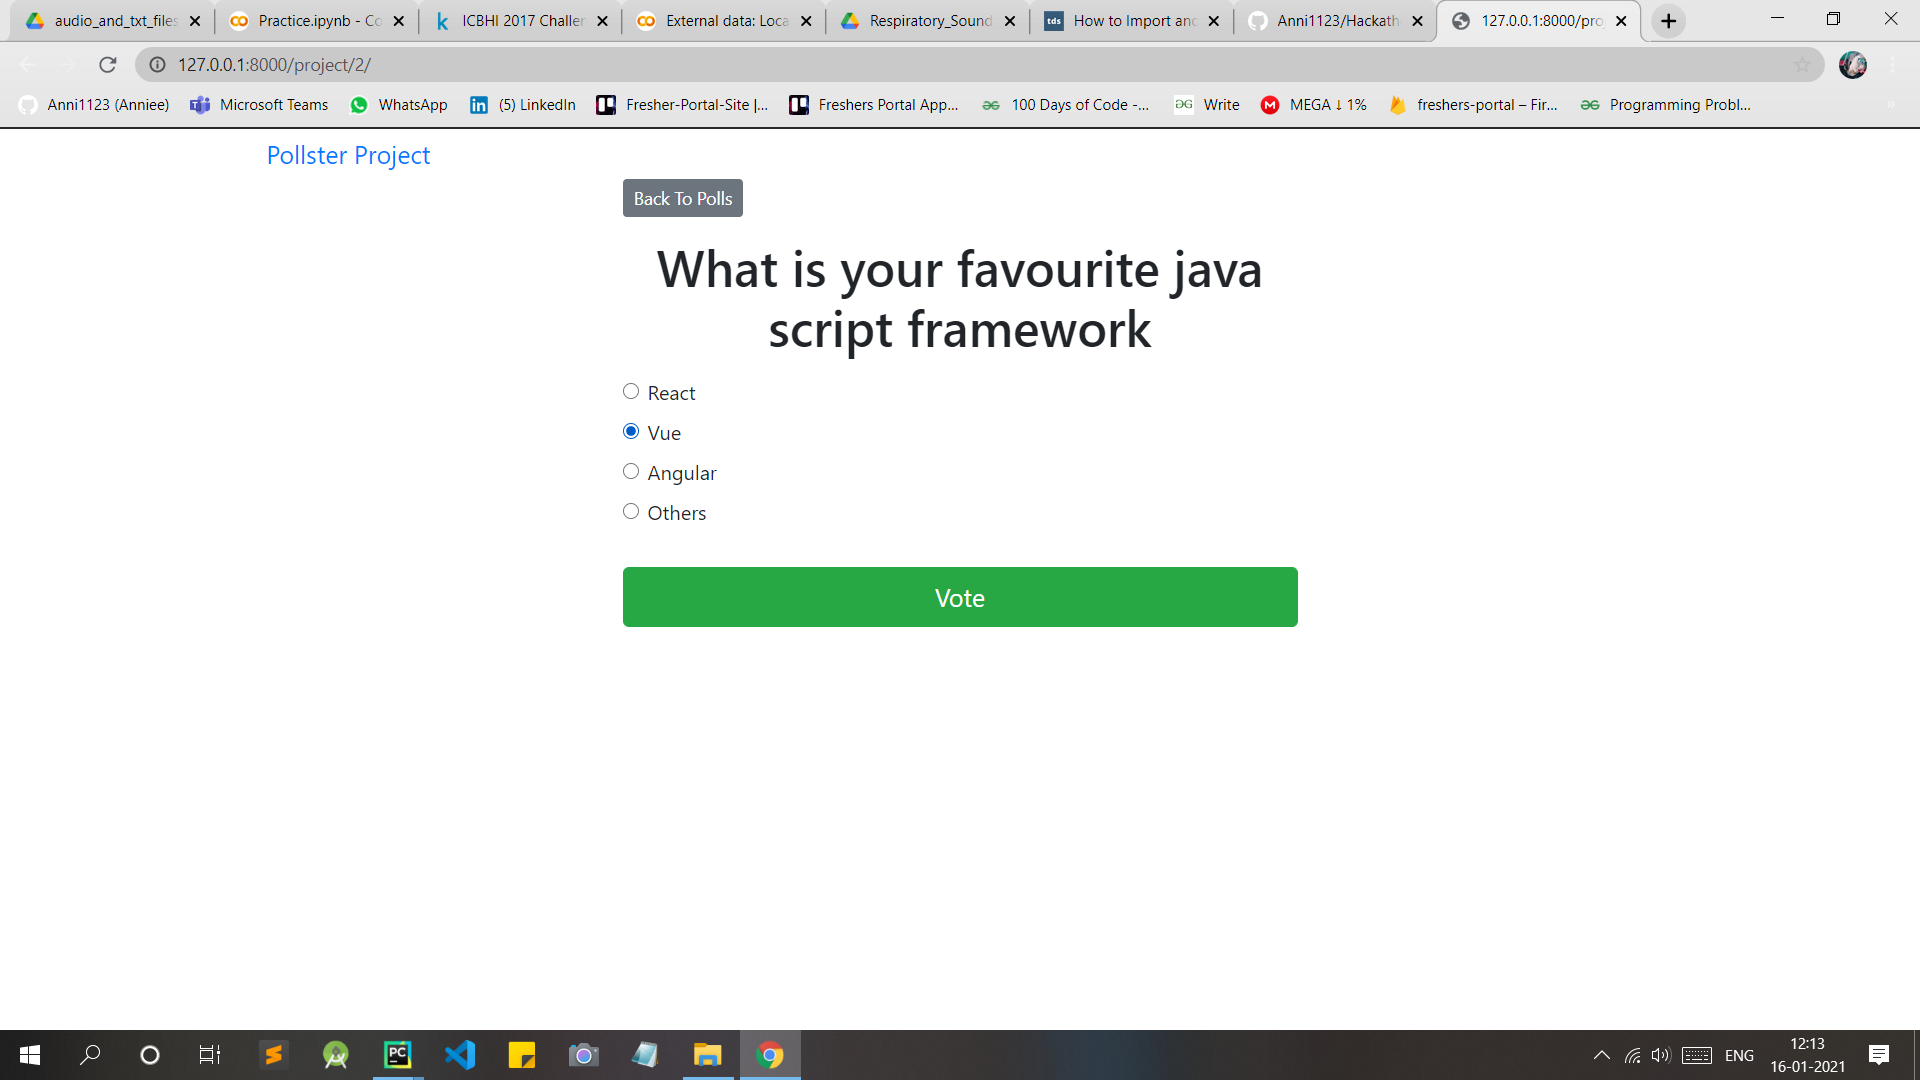 audio_and_txt_files
Practice.ipynb - Co
ICBHI 2017 Challen
External data: Loca
Respiratory_Sound
tds
How to Import and
Anni1123/Hackath
127.0.0.1:8000/pro
127.0.0.1:8000/project/2/
Anni1123 (Anniee)
Microsoft Teams
WhatsApp
(5) LinkedIn
Fresher-Portal-Site |...
Freshers Portal App...
100 Days of Code -...
Write
MEGA ↓ 1%
freshers-portal – Fir...
Programming Probl...
Pollster Project
Back To Polls
What is your favourite java
script framework
React
Vue
Angular
Others
Vote
PC
ENG
12:13
16-01-2021